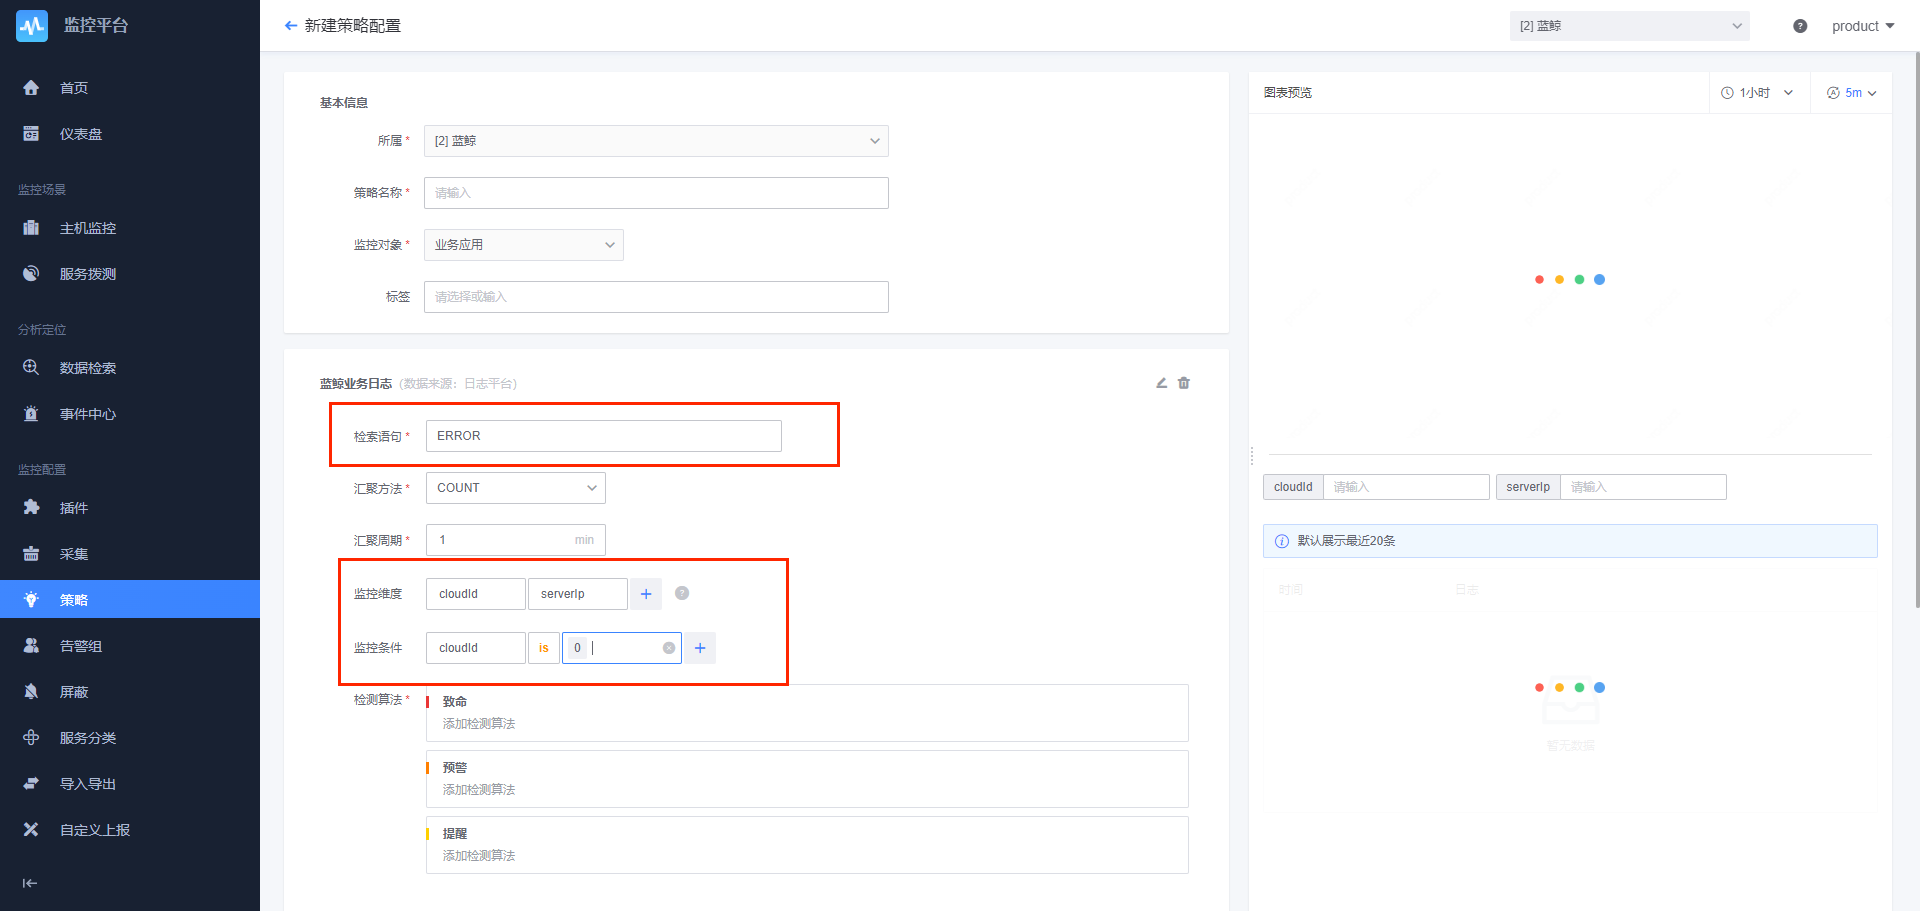 监控平台
首页
仪表盘
监控场景
主机监控
服务拨测
分析定位
数据检索
事件中心
监控配置
插件
采集
策略
告警组
屏蔽
服务分类
导入导出
自定义上报
新建策略配置
[2] 蓝鲸
product
基本信息
所属 * [2] 蓝鲸
策略名称 * 请输入
监控对象 * 业务应用
标签 请选择或输入
蓝鲸业务日志 (数据来源：日志平台)
检索语句 * ERROR
汇聚方法 * COUNT
汇聚周期 * 1 min
监控维度 cloudId serverIp + ?
监控条件 cloudId is 0 +
检测算法 * 致命
添加检测算法
预警
添加检测算法
提醒
添加检测算法
图表预览 1小时 5m
cloudId 请输入 serverIp 请输入
默认展示最近20条
时间 日志
暂无数据